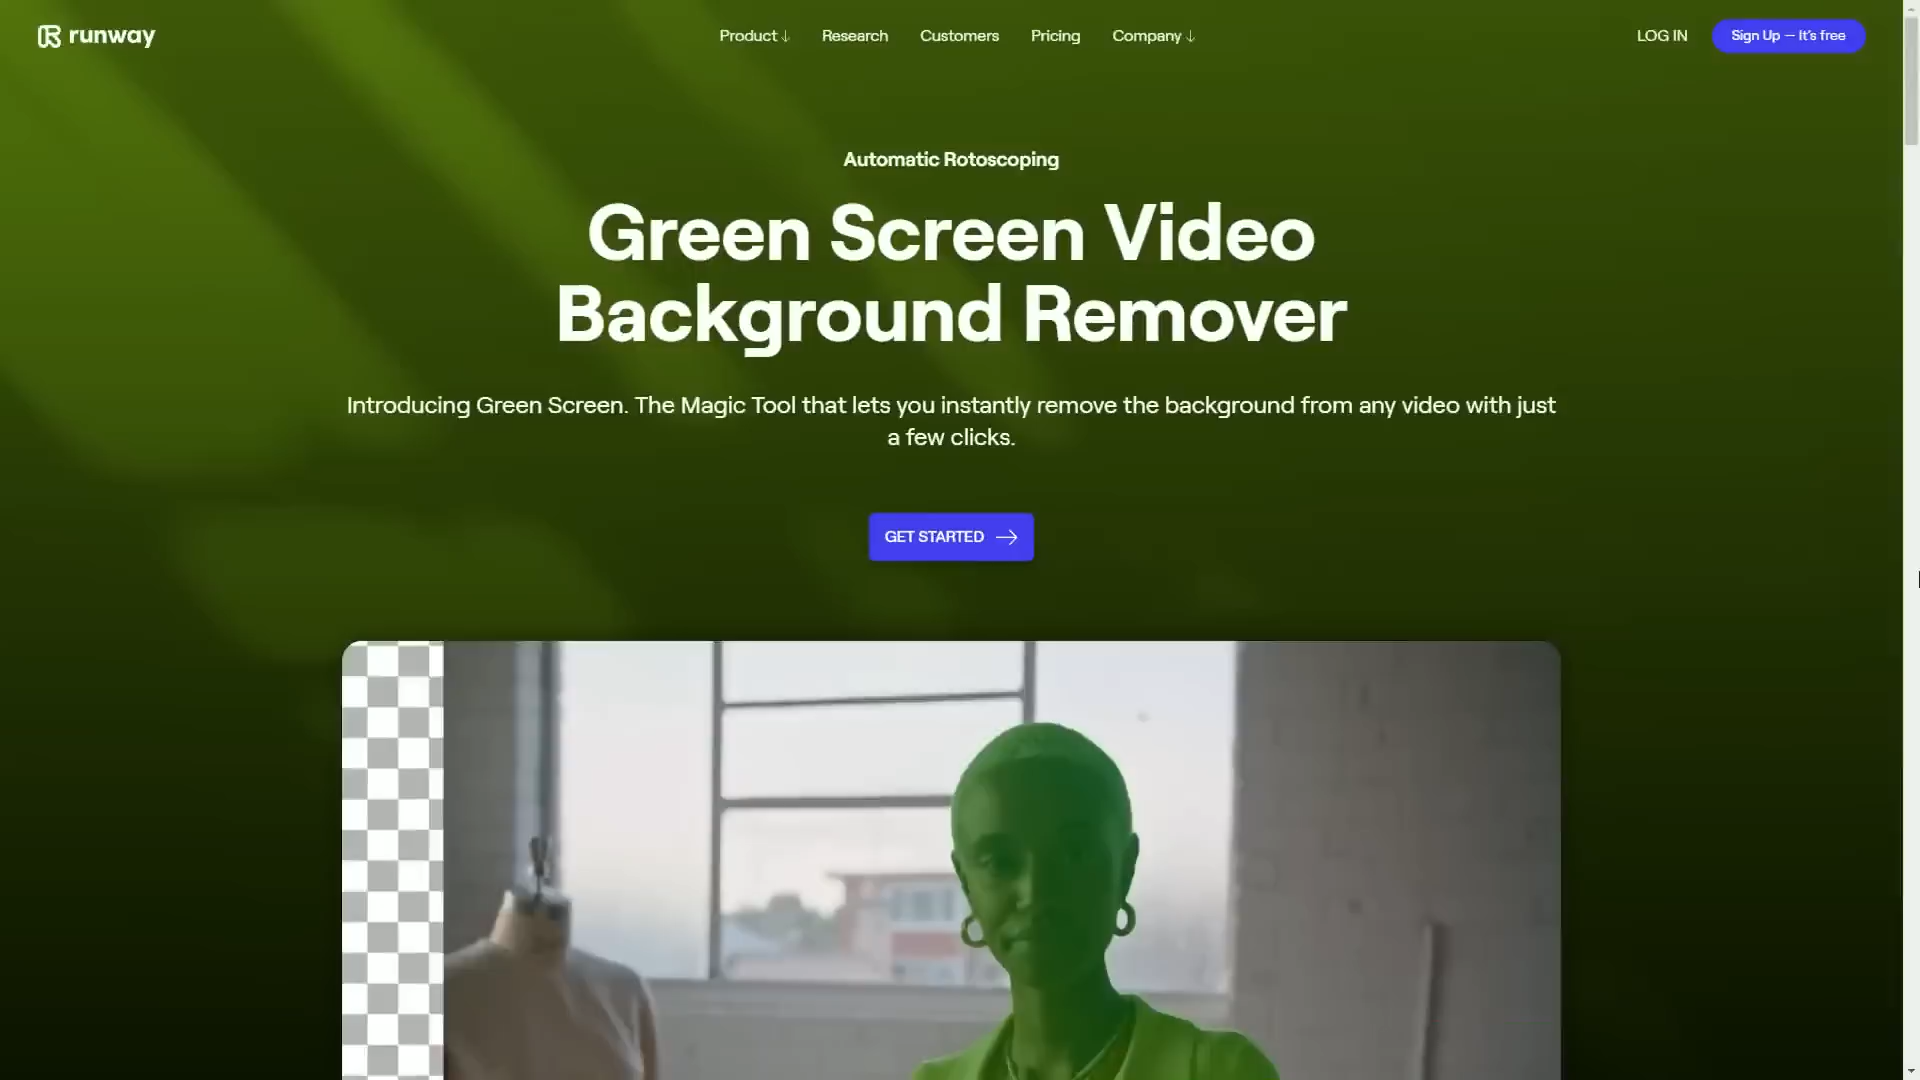 runway
Product ↓
Research
Customers
Pricing
Company ↓
LOG IN
Sign Up — It's free
Automatic Rotoscoping
Green Screen Video
Background Remover
Introducing Green Screen. The Magic Tool that lets you instantly remove the background from any video with just
a few clicks.
GET STARTED →